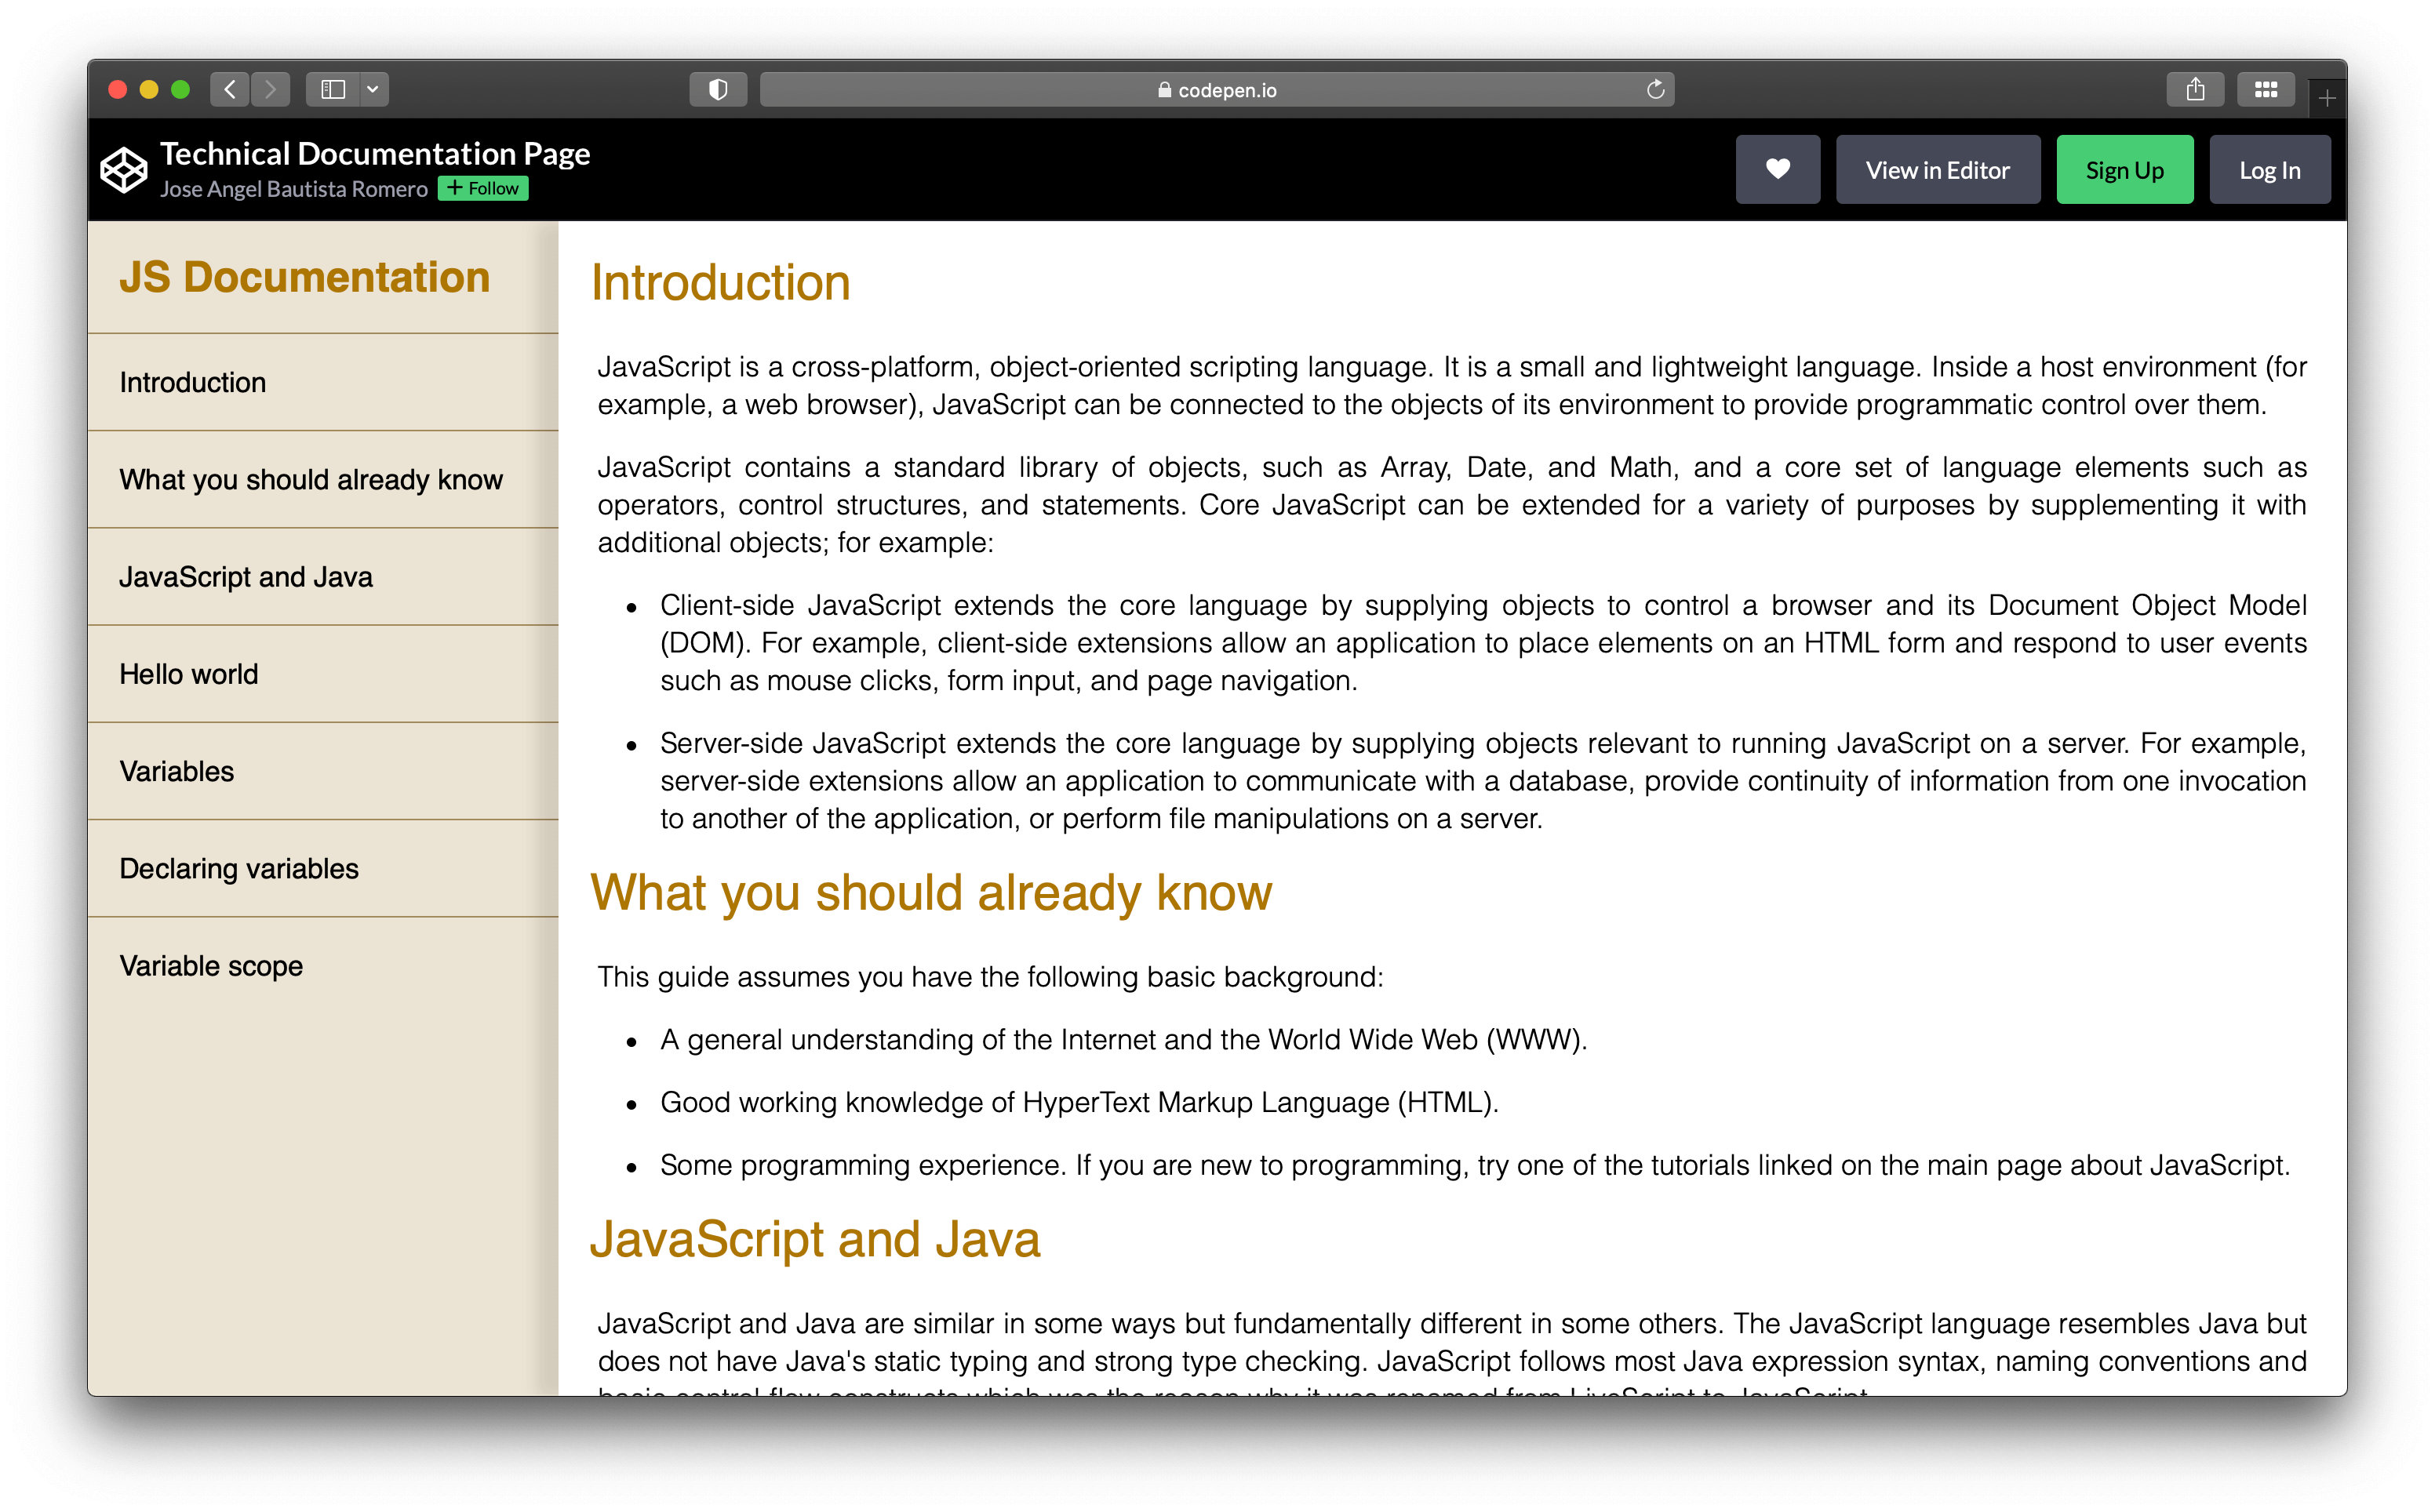 codepen.io
Technical Documentation Page
Jose Angel Bautista Romero + Follow
View in Editor
Sign Up
Log In
JS Documentation
Introduction
What you should already know
JavaScript and Java
Hello world
Variables
Declaring variables
Variable scope
Introduction
JavaScript is a cross-platform, object-oriented scripting language. It is a small and lightweight language. Inside a host environment (for
example, a web browser), JavaScript can be connected to the objects of its environment to provide programmatic control over them.
JavaScript contains a standard library of objects, such as Array, Date, and Math, and a core set of language elements such as
operators, control structures, and statements. Core JavaScript can be extended for a variety of purposes by supplementing it with
additional objects; for example:
• Client-side JavaScript extends the core language by supplying objects to control a browser and its Document Object Model
(DOM). For example, client-side extensions allow an application to place elements on an HTML form and respond to user events
such as mouse clicks, form input, and page navigation.
• Server-side JavaScript extends the core language by supplying objects relevant to running JavaScript on a server. For example,
server-side extensions allow an application to communicate with a database, provide continuity of information from one invocation
to another of the application, or perform file manipulations on a server.
What you should already know
This guide assumes you have the following basic background:
• A general understanding of the Internet and the World Wide Web (WWW).
• Good working knowledge of HyperText Markup Language (HTML).
• Some programming experience. If you are new to programming, try one of the tutorials linked on the main page about JavaScript.
JavaScript and Java
JavaScript and Java are similar in some ways but fundamentally different in some others. The JavaScript language resembles Java but
does not have Java's static typing and strong type checking. JavaScript follows most Java expression syntax, naming conventions and
basic control-flow constructs which was the reason why it was renamed from LiveScript to JavaScript.